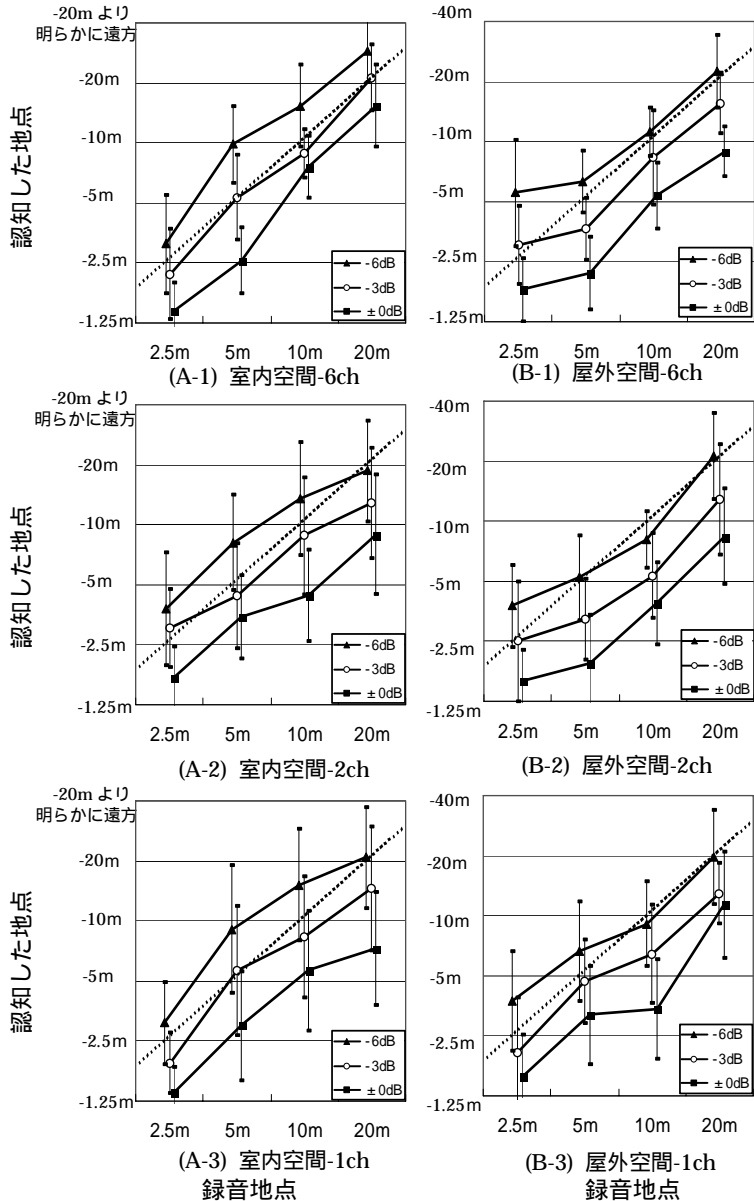 -20m より
明らかに遠方
-20m
-10m
-5m
-2.5m
-1.25m
認知した地点
-6dB
-3dB
±0dB
2.5m 5m 10m 20m
(A-1) 室内空間-6ch
-40m
-20m
-10m
-5m
-2.5m
-1.25m
-6dB
-3dB
±0dB
2.5m 5m 10m 20m
(B-1) 屋外空間-6ch
-20m より
明らかに遠方
-20m
-10m
-5m
-2.5m
-1.25m
認知した地点
-6dB
-3dB
±0dB
2.5m 5m 10m 20m
(A-2) 室内空間-2ch
-40m
-20m
-10m
-5m
-2.5m
-1.25m
-6dB
-3dB
±0dB
2.5m 5m 10m 20m
(B-2) 屋外空間-2ch
-20m より
明らかに遠方
-20m
-10m
-5m
-2.5m
-1.25m
認知した地点
-6dB
-3dB
±0dB
2.5m 5m 10m 20m
(A-3) 室内空間-1ch
録音地点
-40m
-20m
-10m
-5m
-2.5m
-1.25m
-6dB
-3dB
±0dB
2.5m 5m 10m 20m
(B-3) 屋外空間-1ch
録音地点